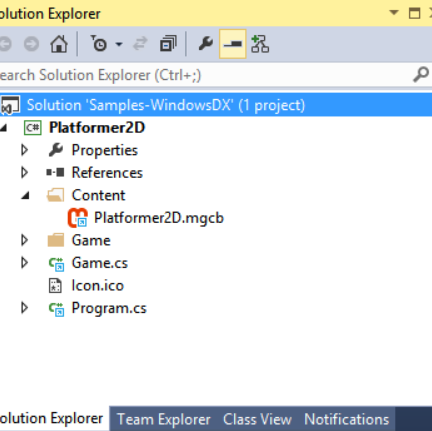 olution Explorer
earch Solution Explorer (Ctrl+;)
Solution 'Samples-WindowsDX' (1 project)
C# Platformer2D
Properties
References
Content
Platformer2D.mgcb
Game
C# Game.cs
Icon.ico
C# Program.cs
olution Explorer Team Explorer Class View Notifications